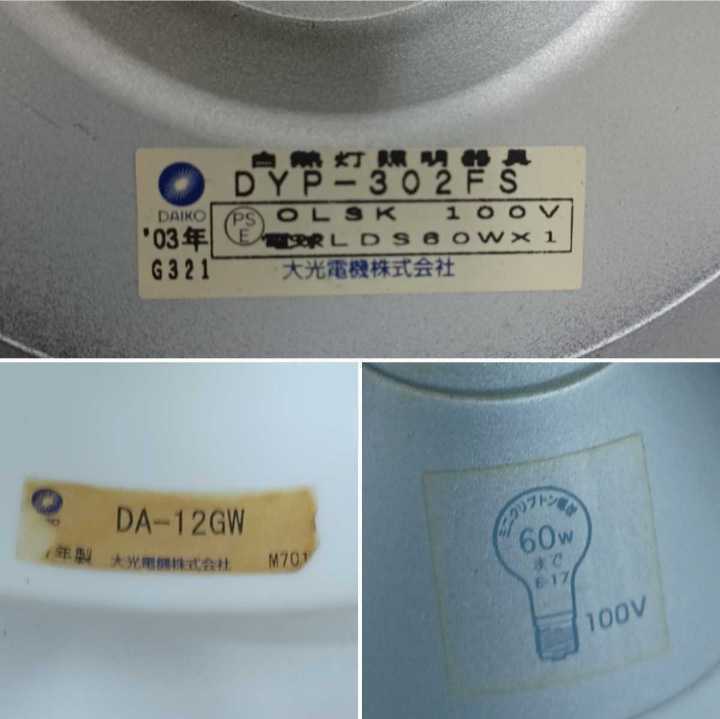 白熱灯照明器具
DYP-302FS
DAIKO
'03年
G321
PS
E
OLSK 100V
電球LDS60W×1
大光電機株式会社
DA-12GW
年製 大光電機株式会社 M701
ミニクリプトン電球
60W
まで
E-17
100V